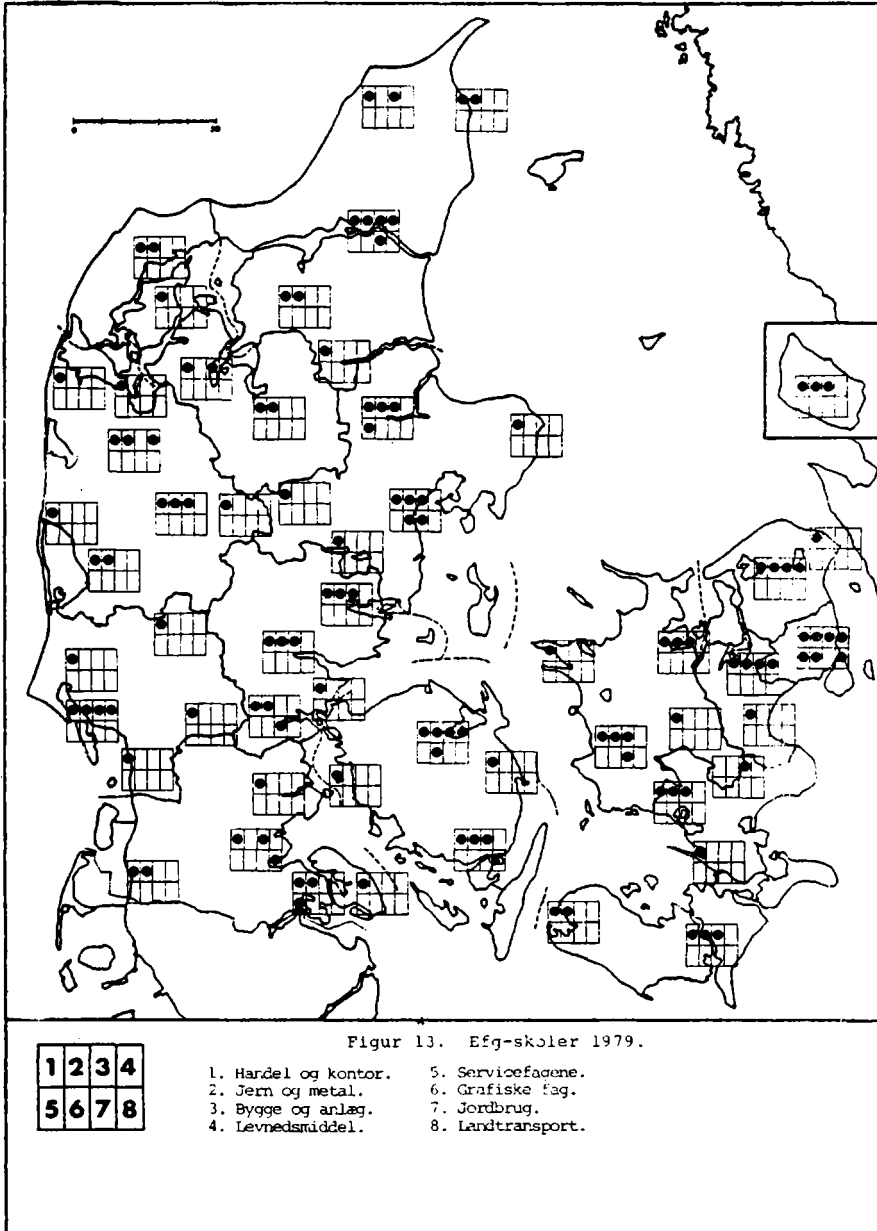 Figur 13. Efg-skoler 1979.
1 2 3 4
5 6 7 8
1. Handel og kontor.
2. Jern og metal.
3. Bygge og anlæg.
4. Levnedsmiddel.
5. Servicefagene.
6. Grafiske fag.
7. Jordbrug.
8. Landtransport.